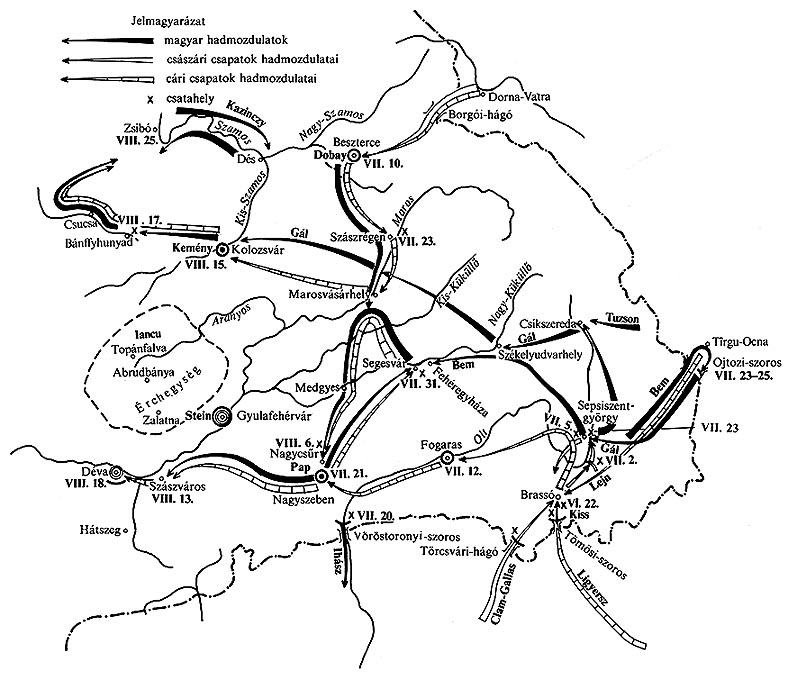 Jelmagyarázat
magyar hadmozdulatok
császári csapatok hadmozdulatai
cári csapatok hadmozdulatai
x csatahely
Dorna-Vatra
Kazinczy
Borgói-hágó
Nagy-Szamos
Zsibó
VIII. 25.
Szamos
Beszterce
Dobay
VII. 10.
Dés
Kis-Szamos
Maros
Csucsa
VIII. 17.
Bánffyhunyad
Gál
Szászrégen
VII. 23.
Kemény
Kolozsvár
VIII. 15.
Marosvásárhely
Kis-Küküllő
Nagy-Küküllő
Aranyos
Iancu
Topánfalva
Abrudbánya
Érchegység
Zalatna
Csíkszereda
Tuzson
Gál
Székelyudvarhely
Tîrgu-Ocna
Ojtozi-szoros
VII. 23–25.
Segesvár
Bem
VII. 31.
Fehéregyháza
Bem
Medgyes
Stein
Gyulafehérvár
Sepsiszent-
györgy
VII. 5.
VII. 23
VIII. 6.
Nagycsűr
Olt
Fogaras
VII. 12.
Gál
VII. 2.
Lejn
Pap
VII. 21.
Déva
VIII. 18.
Szászváros
VIII. 13.
Nagyszeben
Brassó
VI. 22.
Kiss
Hátszeg
VII. 20.
Vöröstoronyi-szoros
Ihász
Törcsvári-hágó
Tömösi-szoros
Clam-Gallas
Ligyersz